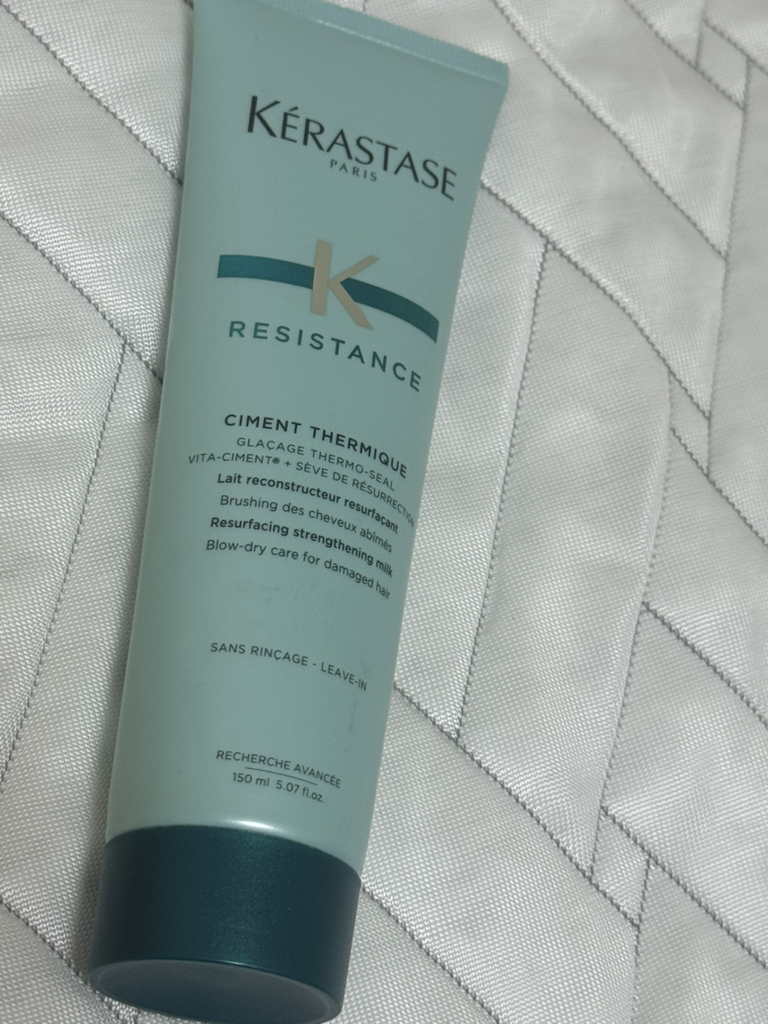 KÉRASTASE
PARIS
K
RESISTANCE
CIMENT THERMIQUE
GLAÇAGE THERMO-SEAL
VITA-CIMENT® + SÈVE DE RÉSURRECTION
Lait reconstructeur resurfaçant
Brushing des cheveux abîmés
Resurfacing strengthening milk
Blow-dry care for damaged hair
SANS RINÇAGE - LEAVE-IN
RECHERCHE AVANCÉE
150 ml 5.07 fl.oz.